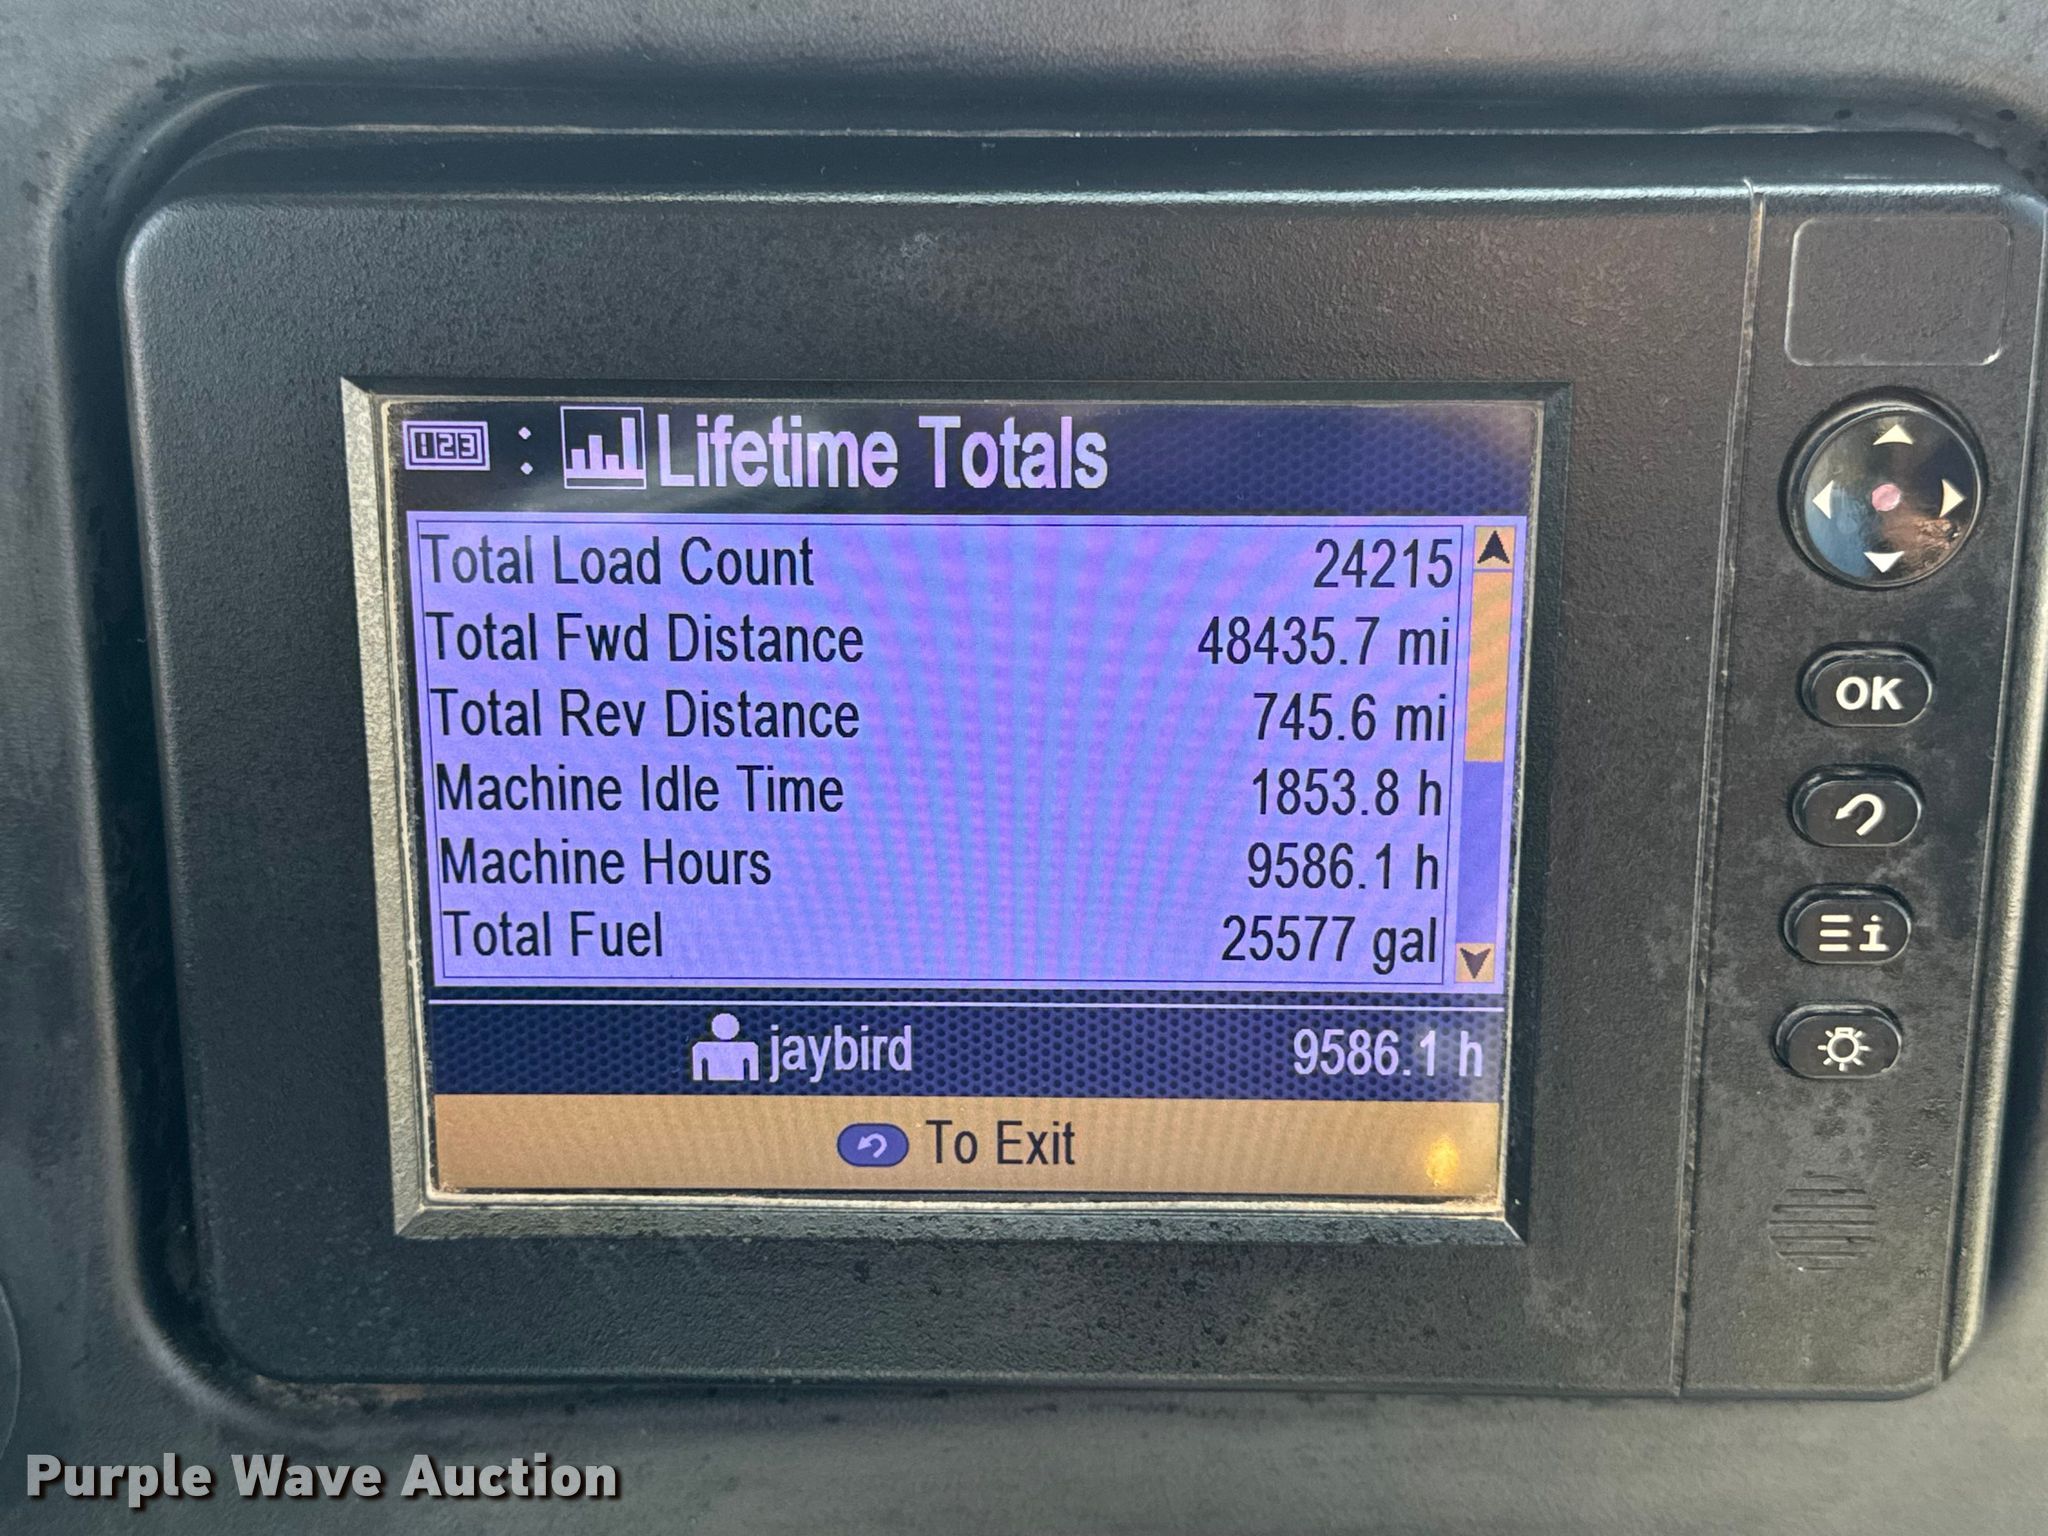 123 : Lifetime Totals
Total Load Count 24215
Total Fwd Distance 48435.7 mi
Total Rev Distance 745.6 mi
Machine Idle Time 1853.8 h
Machine Hours 9586.1 h
Total Fuel 25577 gal
jaybird 9586.1 h
To Exit
OK
i
Purple Wave Auction